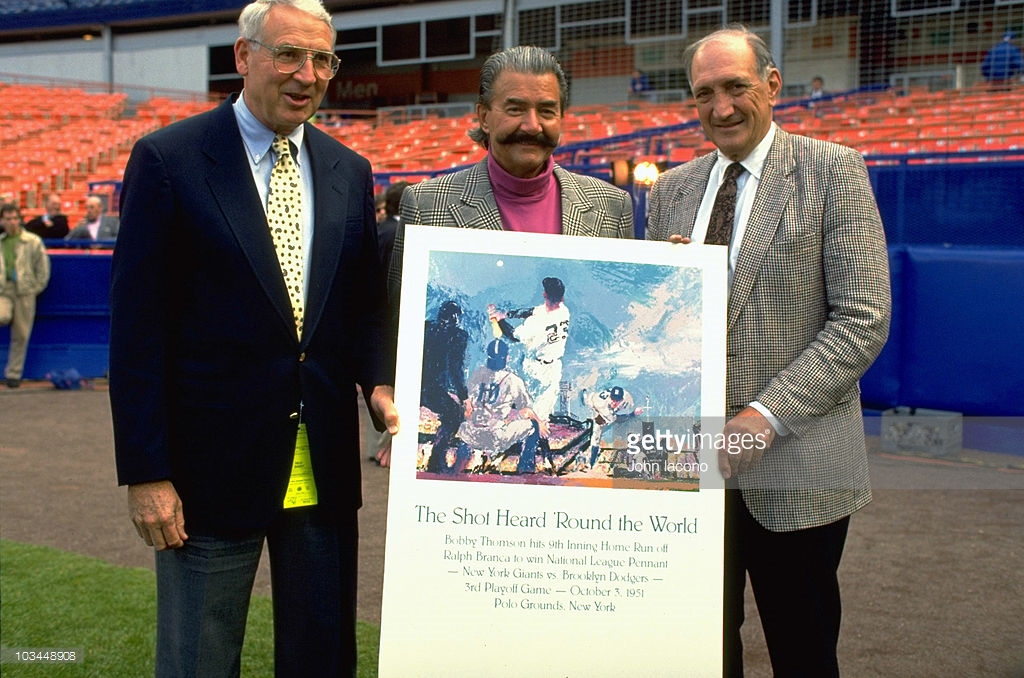 Men
23
gettyimages
John Iacono
The Shot Heard 'Round the World
Bobby Thomson hits 9th Inning Home Run off
Ralph Branca to win National League Pennant
— New York Giants vs. Brooklyn Dodgers —
3rd Playoff Game — October 3, 1951
Polo Grounds, New York
103448908